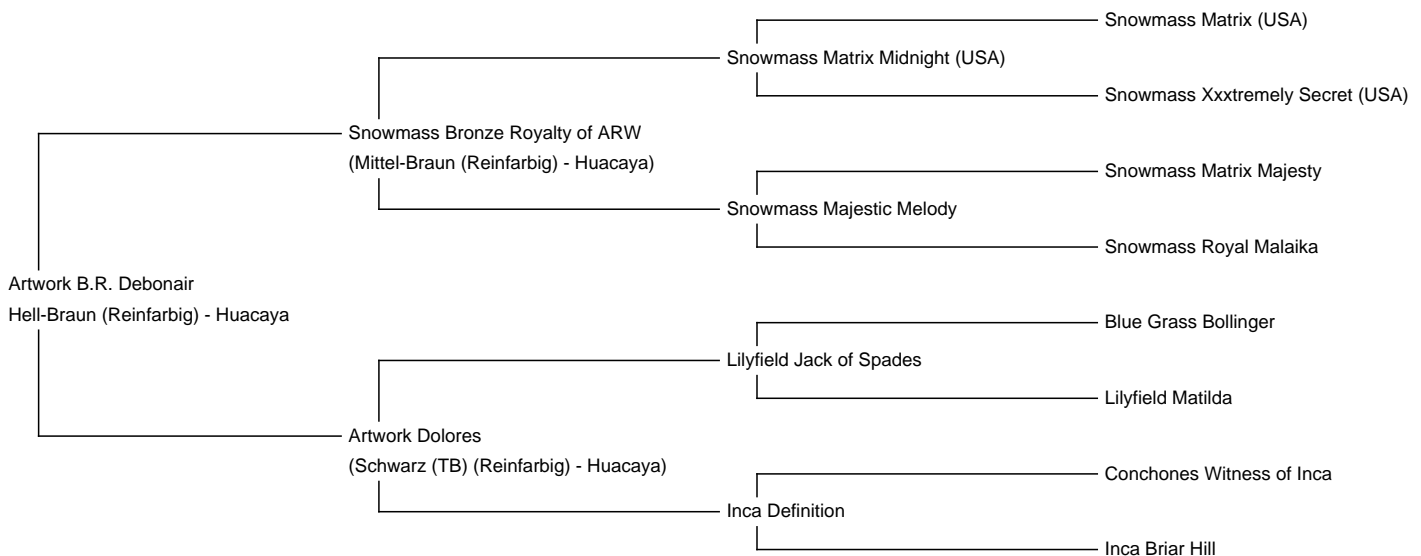 Snowmass Matrix (USA)
Snowmass Matrix Midnight (USA)
Snowmass Xxxtremely Secret (USA)
Snowmass Bronze Royalty of ARW
(Mittel-Braun (Reinfarbig) - Huacaya)
Snowmass Matrix Majesty
Snowmass Majestic Melody
Snowmass Royal Malaika
Artwork B.R. Debonair
Hell-Braun (Reinfarbig) - Huacaya
Blue Grass Bollinger
Lilyfield Jack of Spades
Lilyfield Matilda
Artwork Dolores
(Schwarz (TB) (Reinfarbig) - Huacaya)
Conchones Witness of Inca
Inca Definition
Inca Briar Hill